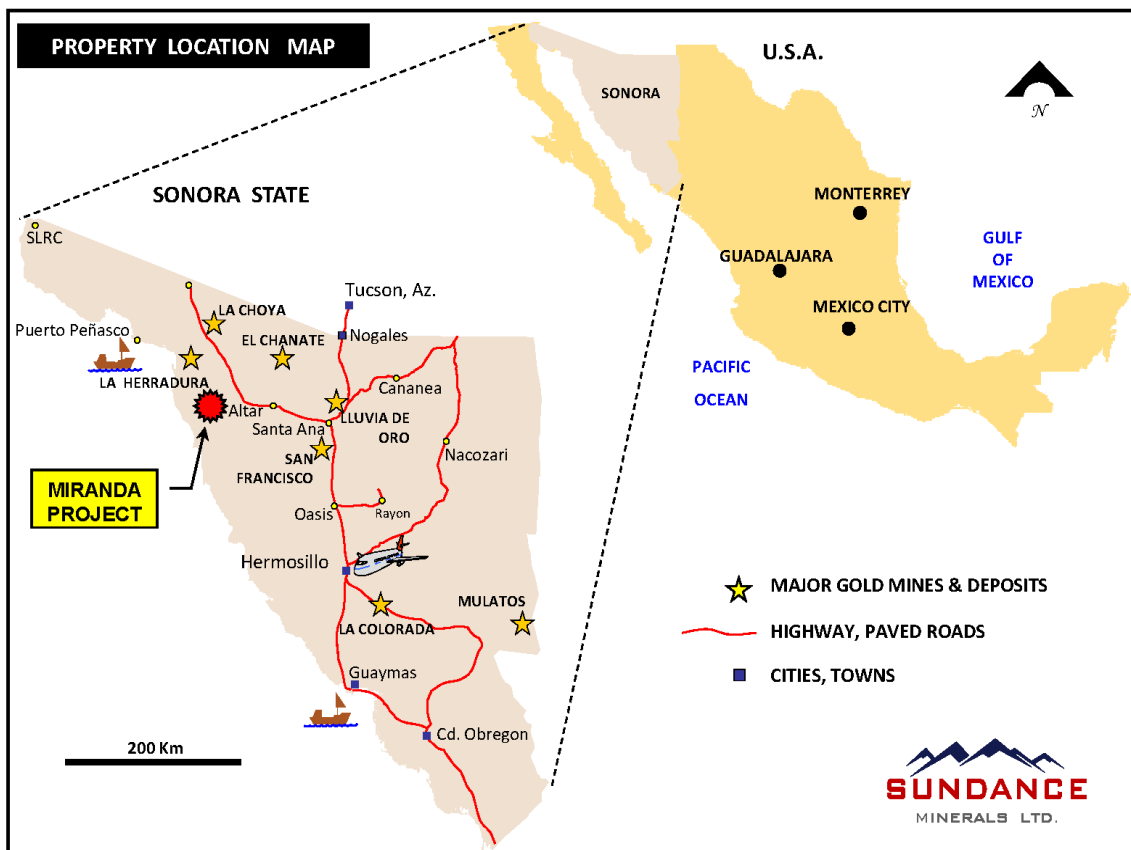 PROPERTY LOCATION MAP
U.S.A.
SONORA
N
SONORA STATE
MONTERREY
GULF
OF
MEXICO
GUADALAJARA
MEXICO CITY
PACIFIC
OCEAN
SLRC
Tucson, Az.
LA CHOYA
Puerto Peñasco
EL CHANATE
Nogales
LA HERRADURA
Cananea
Altar
Santa Ana
LLUVIA DE
ORO
SAN
FRANCISCO
Nacozari
MIRANDA
PROJECT
Oasis
Rayon
Hermosillo
MULATOS
LA COLORADA
Guaymas
Cd. Obregon
200 Km
MAJOR GOLD MINES & DEPOSITS
HIGHWAY, PAVED ROADS
CITIES, TOWNS
SUNDANCE
MINERALS LTD.